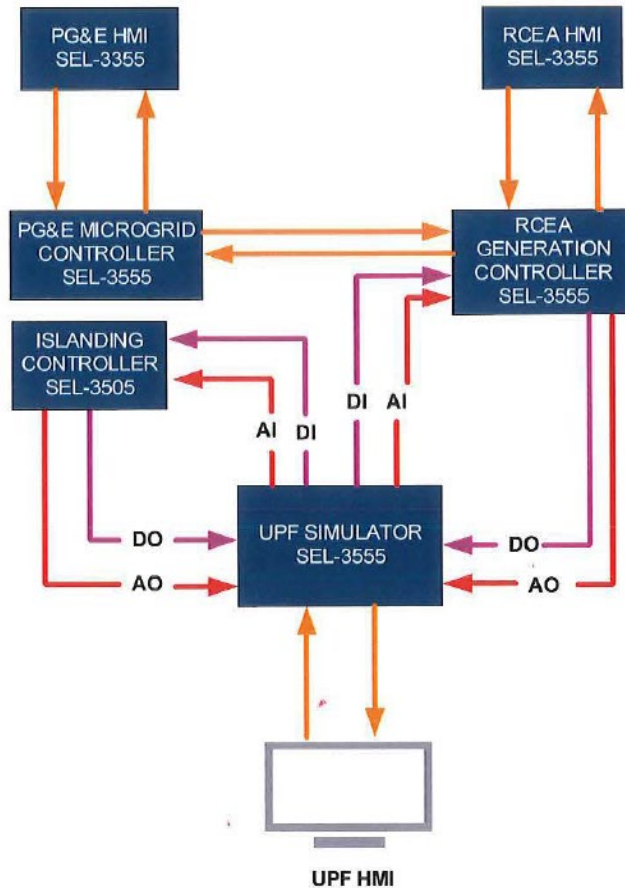 PG&E HMI
SEL-3355
RCEA HMI
SEL-3355
PG&E MICROGRID
CONTROLLER
SEL-3555
RCEA
GENERATION
CONTROLLER
SEL-3555
ISLANDING
CONTROLLER
SEL-3505
AI
DI
DI
AI
UPF SIMULATOR
SEL-3555
DO
AO
DO
AO
UPF HMI